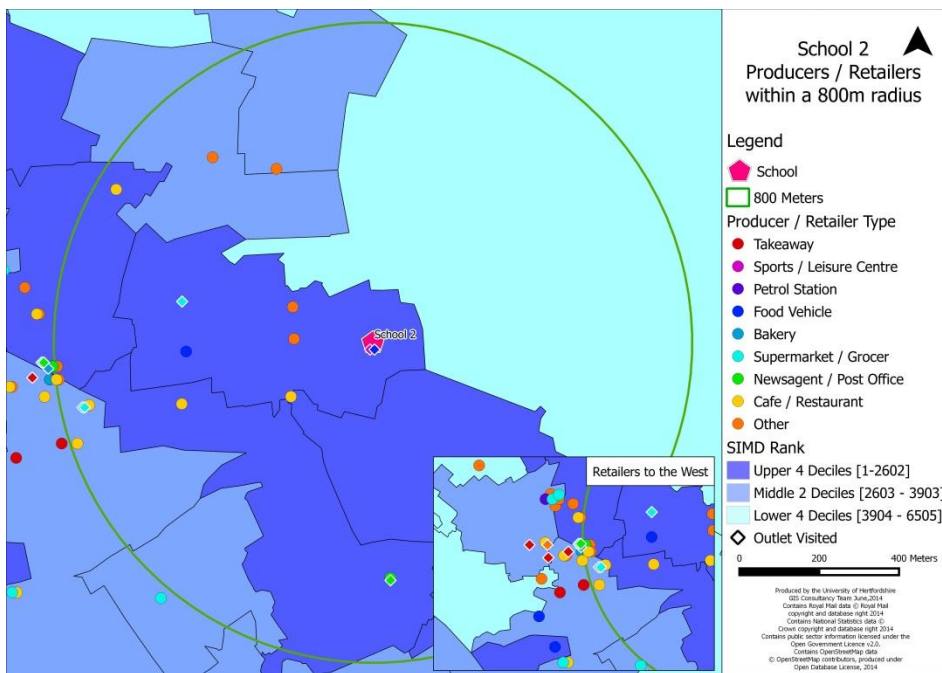 School 2
Producers / Retailers
within a 800m radius
Legend
School
800 Meters
Producer / Retailer Type
Takeaway
Sports / Leisure Centre
Petrol Station
Food Vehicle
Bakery
Supermarket / Grocer
Newsagent / Post Office
Cafe / Restaurant
Other
SIMD Rank
Upper 4 Deciles [1-2602]
Middle 2 Deciles [2603 - 3903]
Lower 4 Deciles [3904 - 6505]
Outlet Visited
0 200 400 Meters
Produced by the University of Hertfordshire
GIS Consultancy Team June,2014
Contains Royal Mail data © Royal Mail
copyright and database right 2014
Contains National Statistics data ©
Crown copyright and database right 2014
Contains public sector information licensed under the
Open Government Licence v2.0.
Contains OpenStreetMap data
© OpenStreetMap contributors, produced under
Open Database License, 2014
School 2
Retailers to the West